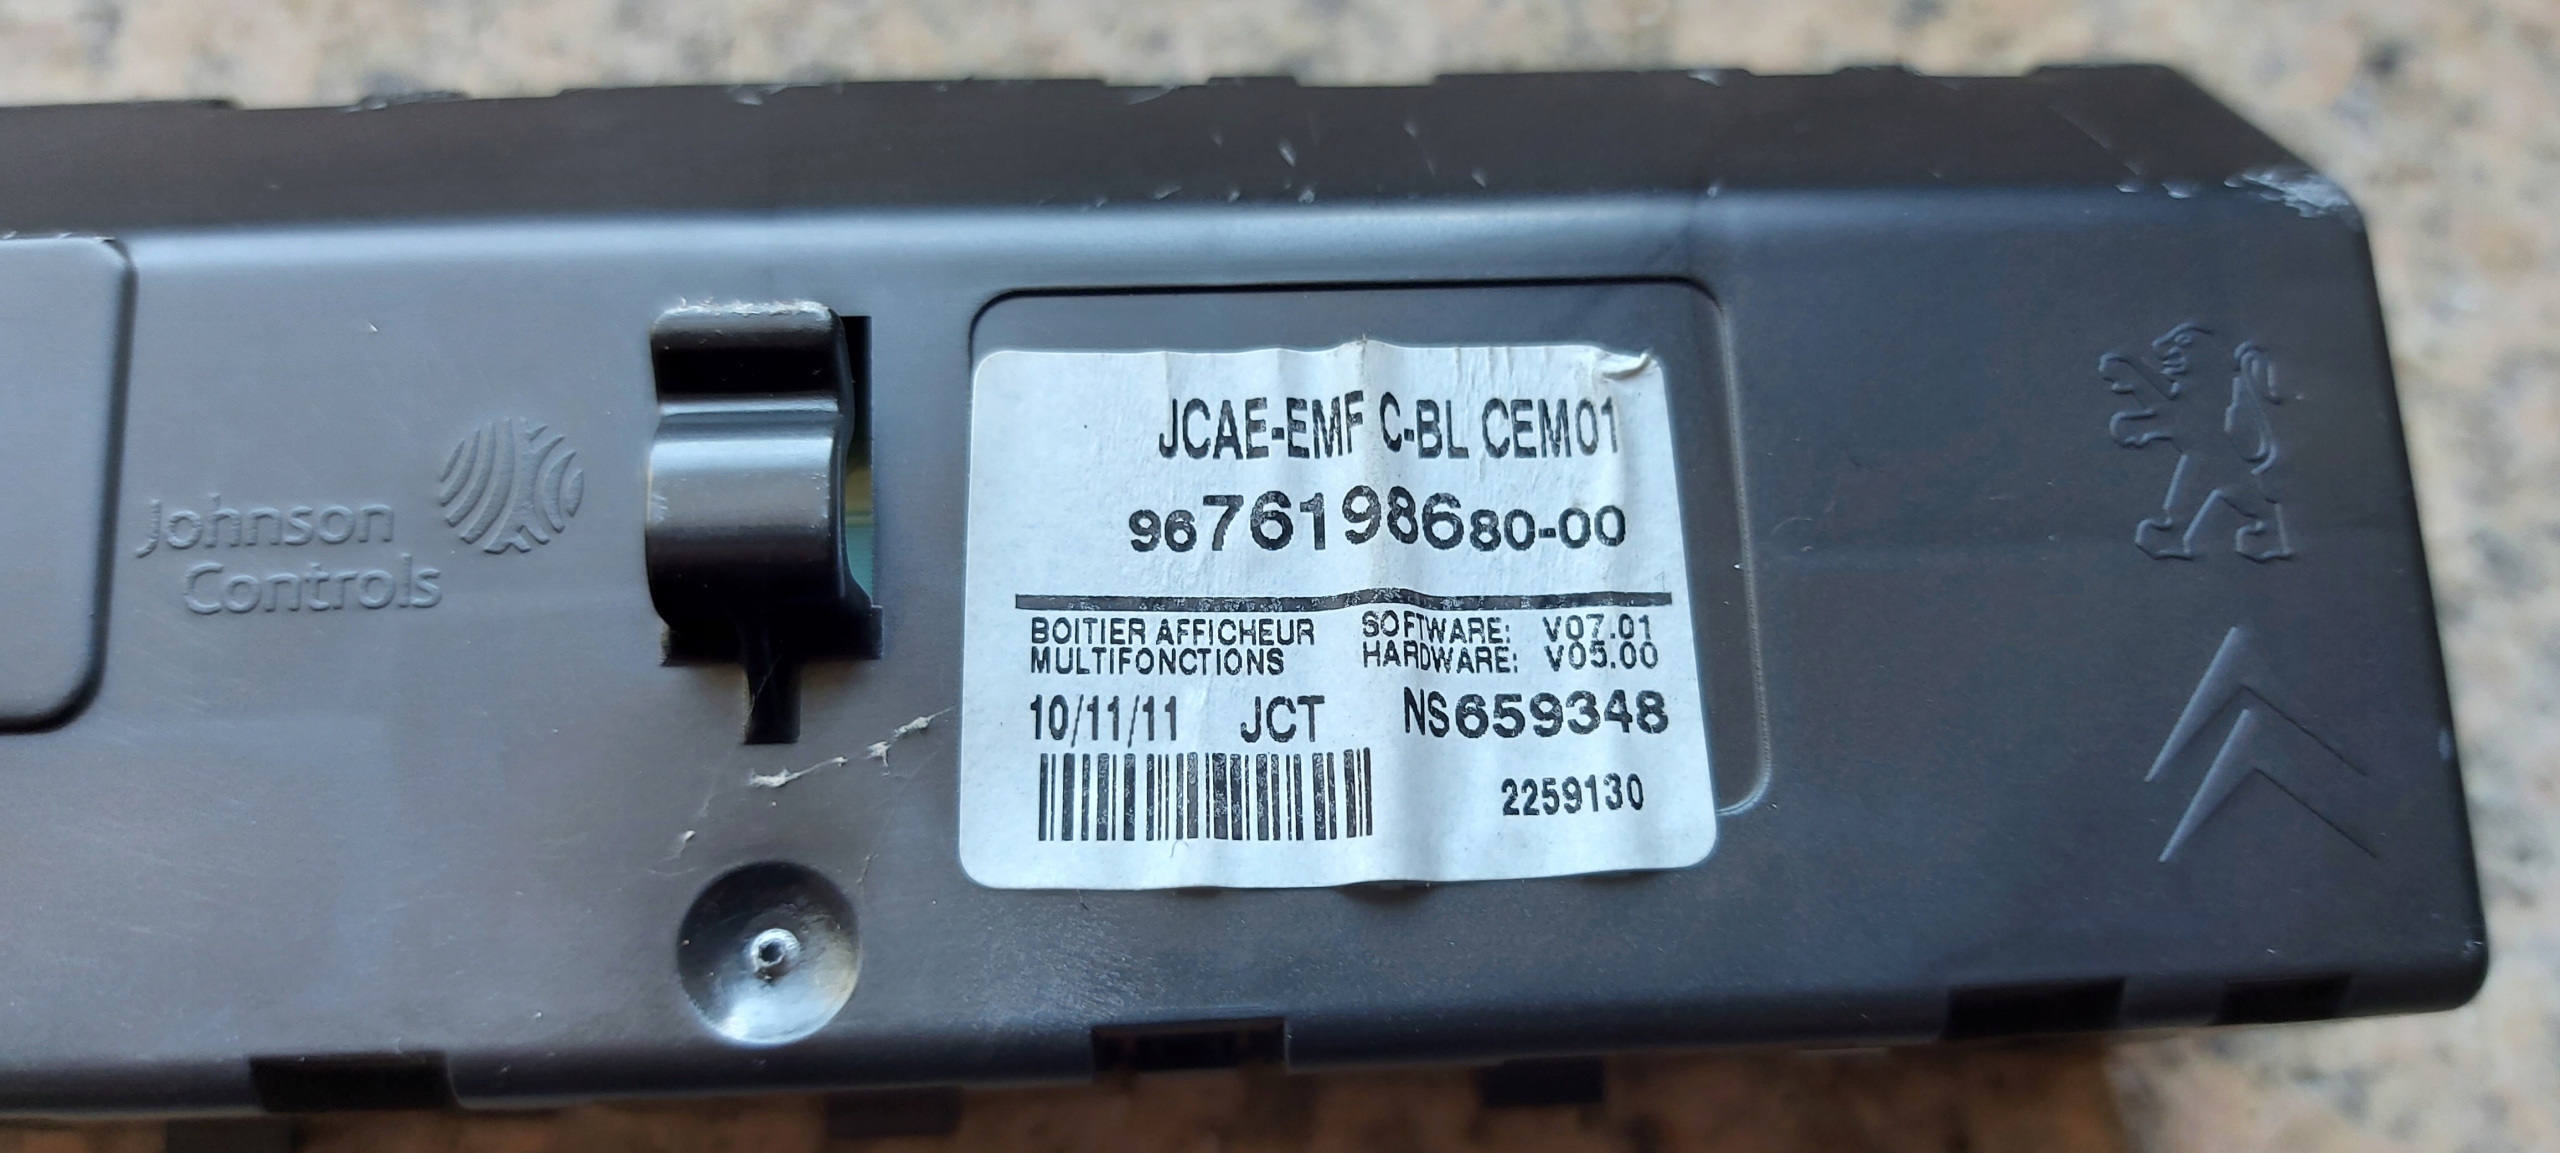 Johnson
Controls
JCAE-EMF C-BL CEM01
9676198680-00
BOITIER AFFICHEUR
MULTIFONCTIONS
SOFTWARE: V07.01
HARDWARE: V05.00
10/11/11 JCT NS659348
2259130